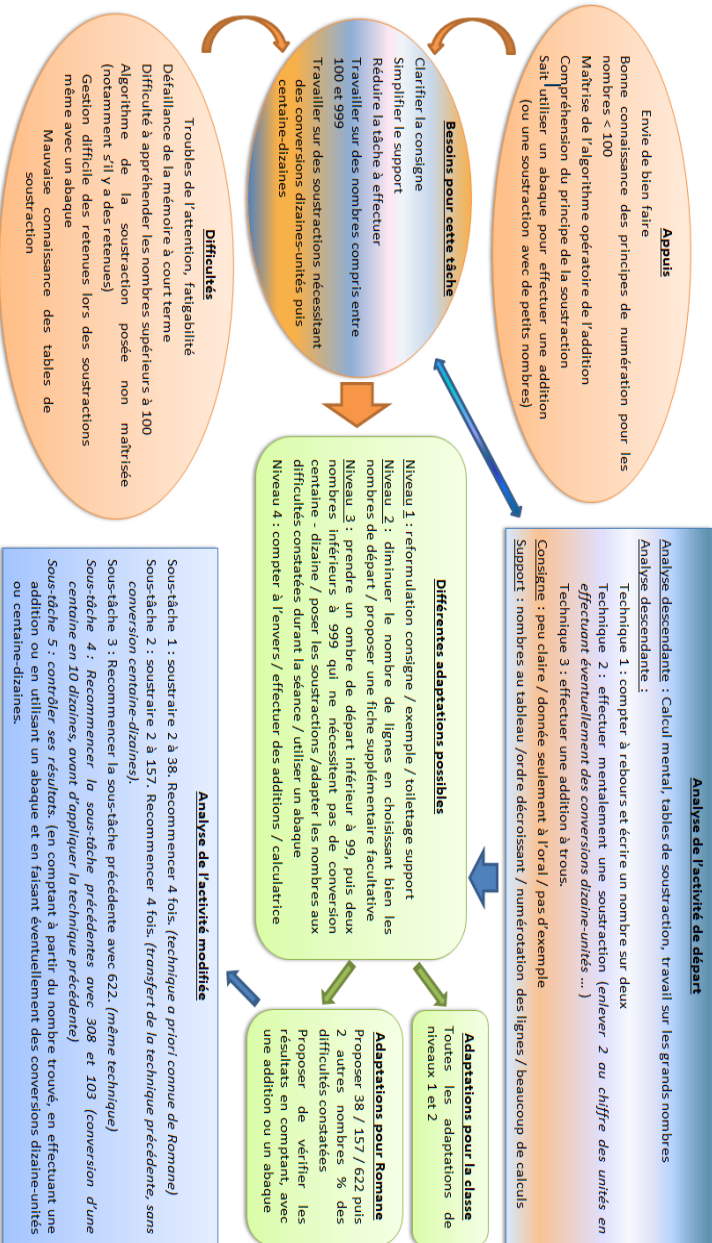 Appuis
Envie de bien faire
Bonne connaissance des principes de numération pour les
nombres < 100
Maîtrise de l'algorithme opératoire de l'addition
Compréhension du principe de la soustraction
Sait utiliser un abaque pour effectuer une addition
(ou une soustraction avec de petits nombres)
Besoins pour cette tâche
Clarifier la consigne
Simplifier le support
Réduire la tâche à effectuer
Travailler sur des nombres compris entre
100 et 999
Travailler sur des soustractions nécessitant
des conversions dizaines-unités puis
centaine-dizaines
Difficultés
Troubles de l'attention, fatigabilité
Défaillance de la mémoire à court terme
Difficulté à appréhender les nombres supérieurs à 100
Algorithme de la soustraction posée non maîtrisée
(notamment s'il y a des retenues)
Gestion difficile des retenues lors des soustractions
même avec un abaque
Mauvaise connaissance des tables de
soustraction
Analyse de l'activité de départ
Analyse descendante : Calcul mental, tables de soustraction, travail sur les grands nombres
Analyse descendante :
Technique 1 : compter à rebours et écrire un nombre sur deux
Technique 2 : effectuer mentalement une soustraction (enlever 2 au chiffre des unités en
effectuant éventuellement des conversions dizaine-unités ... )
Technique 3 : effectuer une addition à trous.
Consigne : peu claire / donnée seulement à l'oral / pas d'exemple
Support : nombres au tableau /ordre décroissant / numérotation des lignes / beaucoup de calculs
Différentes adaptations possibles
Niveau 1 : reformulation consigne / exemple / toilettage support
Niveau 2 : diminuer le nombre de lignes en choisissant bien les
nombres de départ / proposer une fiche supplémentaire facultative
Niveau 3 : prendre un ombre de départ inférieur à 99, puis deux
nombres inférieurs à 999 qui ne nécessitent pas de conversion
centaine - dizaine / poser les soustractions /adapter les nombres aux
difficultés constatées durant la séance / utiliser un abaque
Niveau 4 : compter à l'envers / effectuer des additions / calculatrice
Adaptations pour la classe
Toutes les adaptations de
niveaux 1 et 2
Adaptations pour Romane
Proposer 38 / 157 / 622 puis
2 autres nombres % des
difficultés constatées
Proposer de vérifier les
résultats en comptant, avec
une addition ou un abaque
Analyse de l'activité modifiée
Sous-tâche 1 : soustraire 2 à 38. Recommencer 4 fois. (technique a priori connue de Romane)
Sous-tâche 2 : soustraire 2 à 157. Recommencer 4 fois. (transfert de la technique précédente, sans
conversion centaine-dizaines).
Sous-tâche 3 : Recommencer la sous-tâche précédente avec 622. (même technique)
Sous-tâche 4 : Recommencer la sous-tâche précédentes avec 308 et 103 (conversion d'une
centaine en 10 dizaines, avant d'appliquer la technique précédente)
Sous-tâche 5 : contrôler ses résultats. (en comptant à partir du nombre trouvé, en effectuant une
addition ou en utilisant un abaque et en faisant éventuellement des conversions dizaine-unités
ou centaine-dizaines.